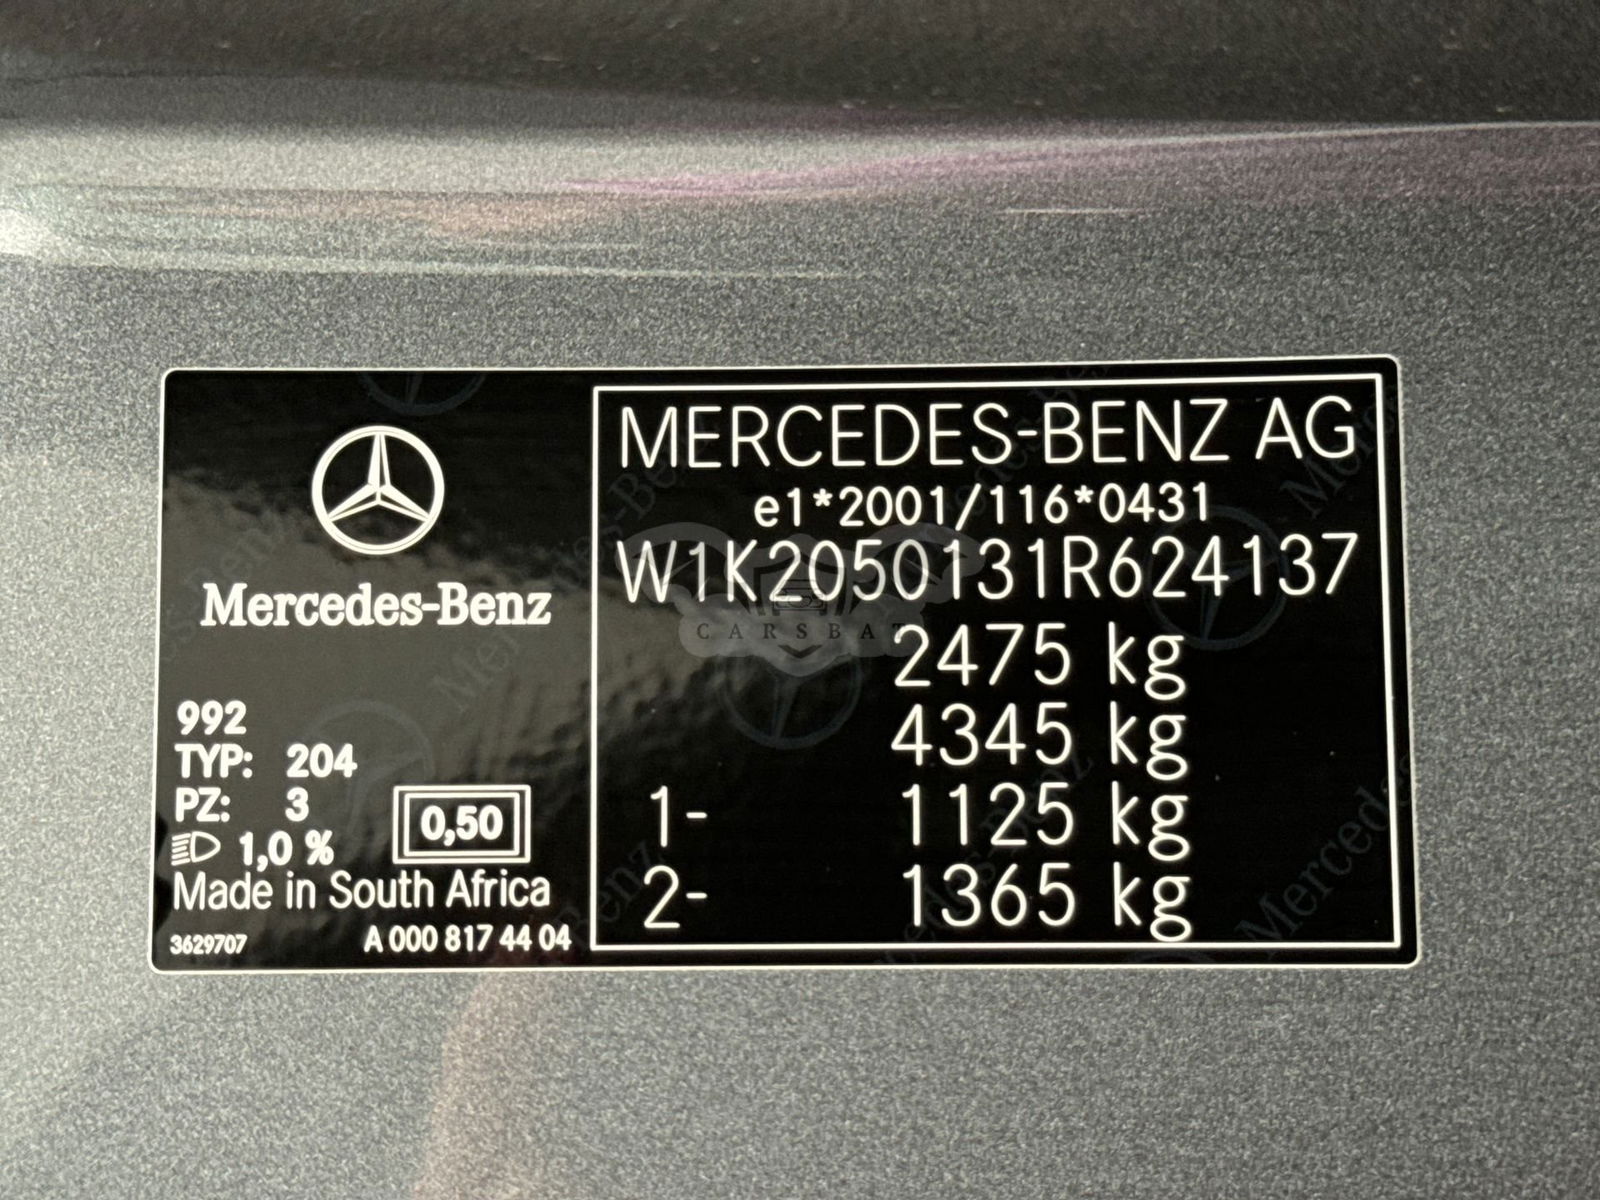 Mercedes-Benz
992
TYP: 204
PZ: 3
1,0 %
0,50
Made in South Africa
3629707
A 000 817 44 04
MERCEDES-BENZ AG
e1*2001/116*0431
W1K2050131R624137
2475 kg
4345 kg
1- 1125 kg
2- 1365 kg
CARSBAT